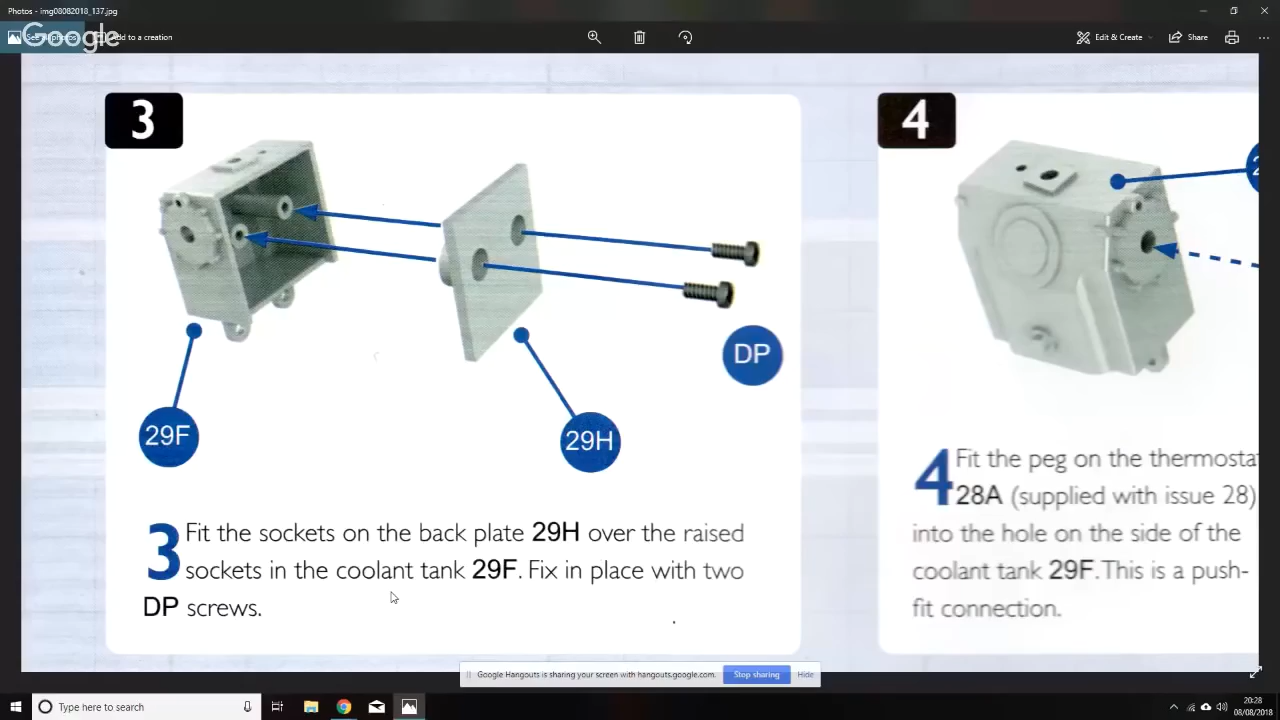 Photos - img08082018_137.jpg
Google
Add to a creation
Edit & Create
Share
3
29F
29H
DP
3 Fit the sockets on the back plate 29H over the raised
sockets in the coolant tank 29F. Fix in place with two
DP screws.
4
4 Fit the peg on the thermosta
28A (supplied with issue 28)
into the hole on the side of the
coolant tank 29F. This is a push-
fit connection.
Google Hangouts is sharing your screen with hangouts.google.com.
Stop sharing
Hide
Type here to search
20:28
08/08/2018